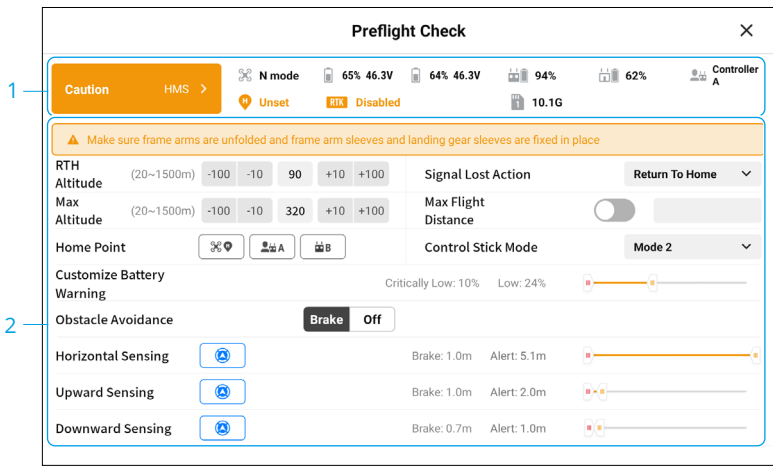 Preflight Check
1
Caution HMS
N mode 65% 46.3V 64% 46.3V 94% 62% Controller A
H Unset RTK Disabled 1 10.1G
2
Make sure frame arms are unfolded and frame arm sleeves and landing gear sleeves are fixed in place
RTH Altitude (20~1500m) -100 -10 90 +10 +100 Signal Lost Action Return To Home
Max Altitude (20~1500m) -100 -10 320 +10 +100 Max Flight Distance
Home Point A B Control Stick Mode Mode 2
Customize Battery Warning Critically Low: 10% Low: 24%
Obstacle Avoidance Brake Off
Horizontal Sensing Brake: 1.0m Alert: 5.1m
Upward Sensing Brake: 1.0m Alert: 2.0m
Downward Sensing Brake: 0.7m Alert: 1.0m